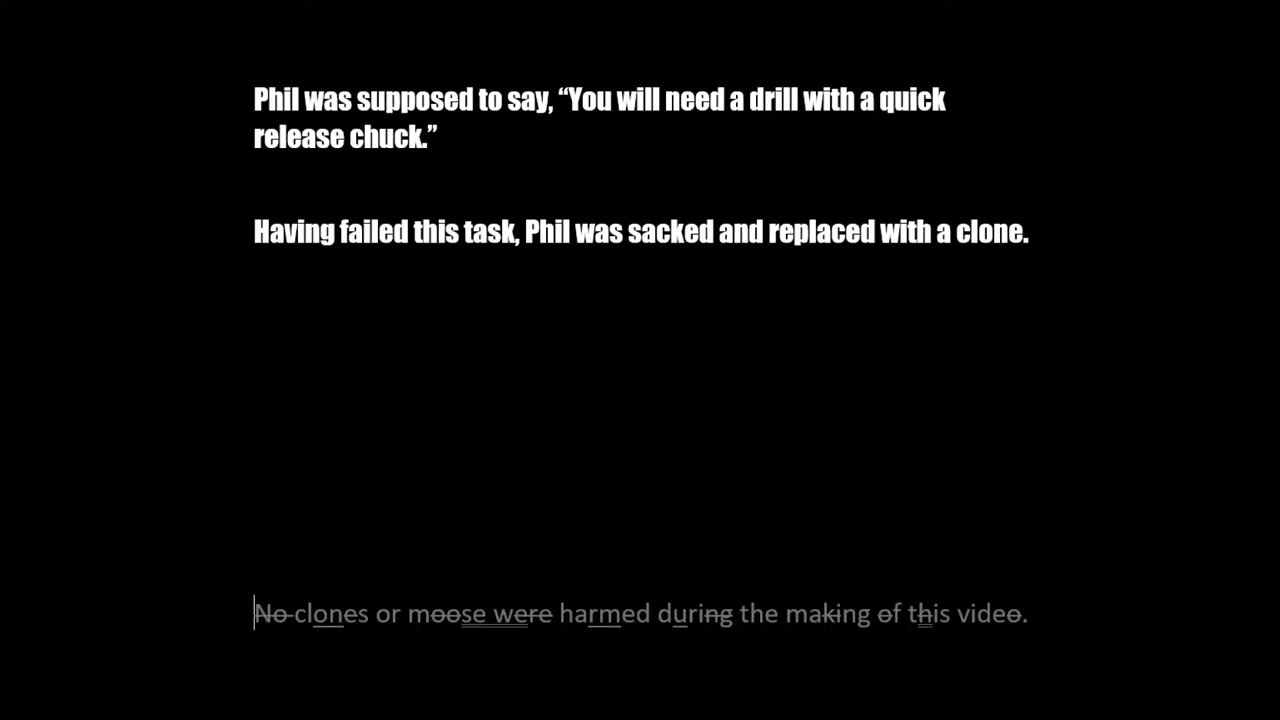 Phil was supposed to say, “You will need a drill with a quick
release chuck.”
Having failed this task, Phil was sacked and replaced with a clone.
No clones or moose were harmed during the making of this video.